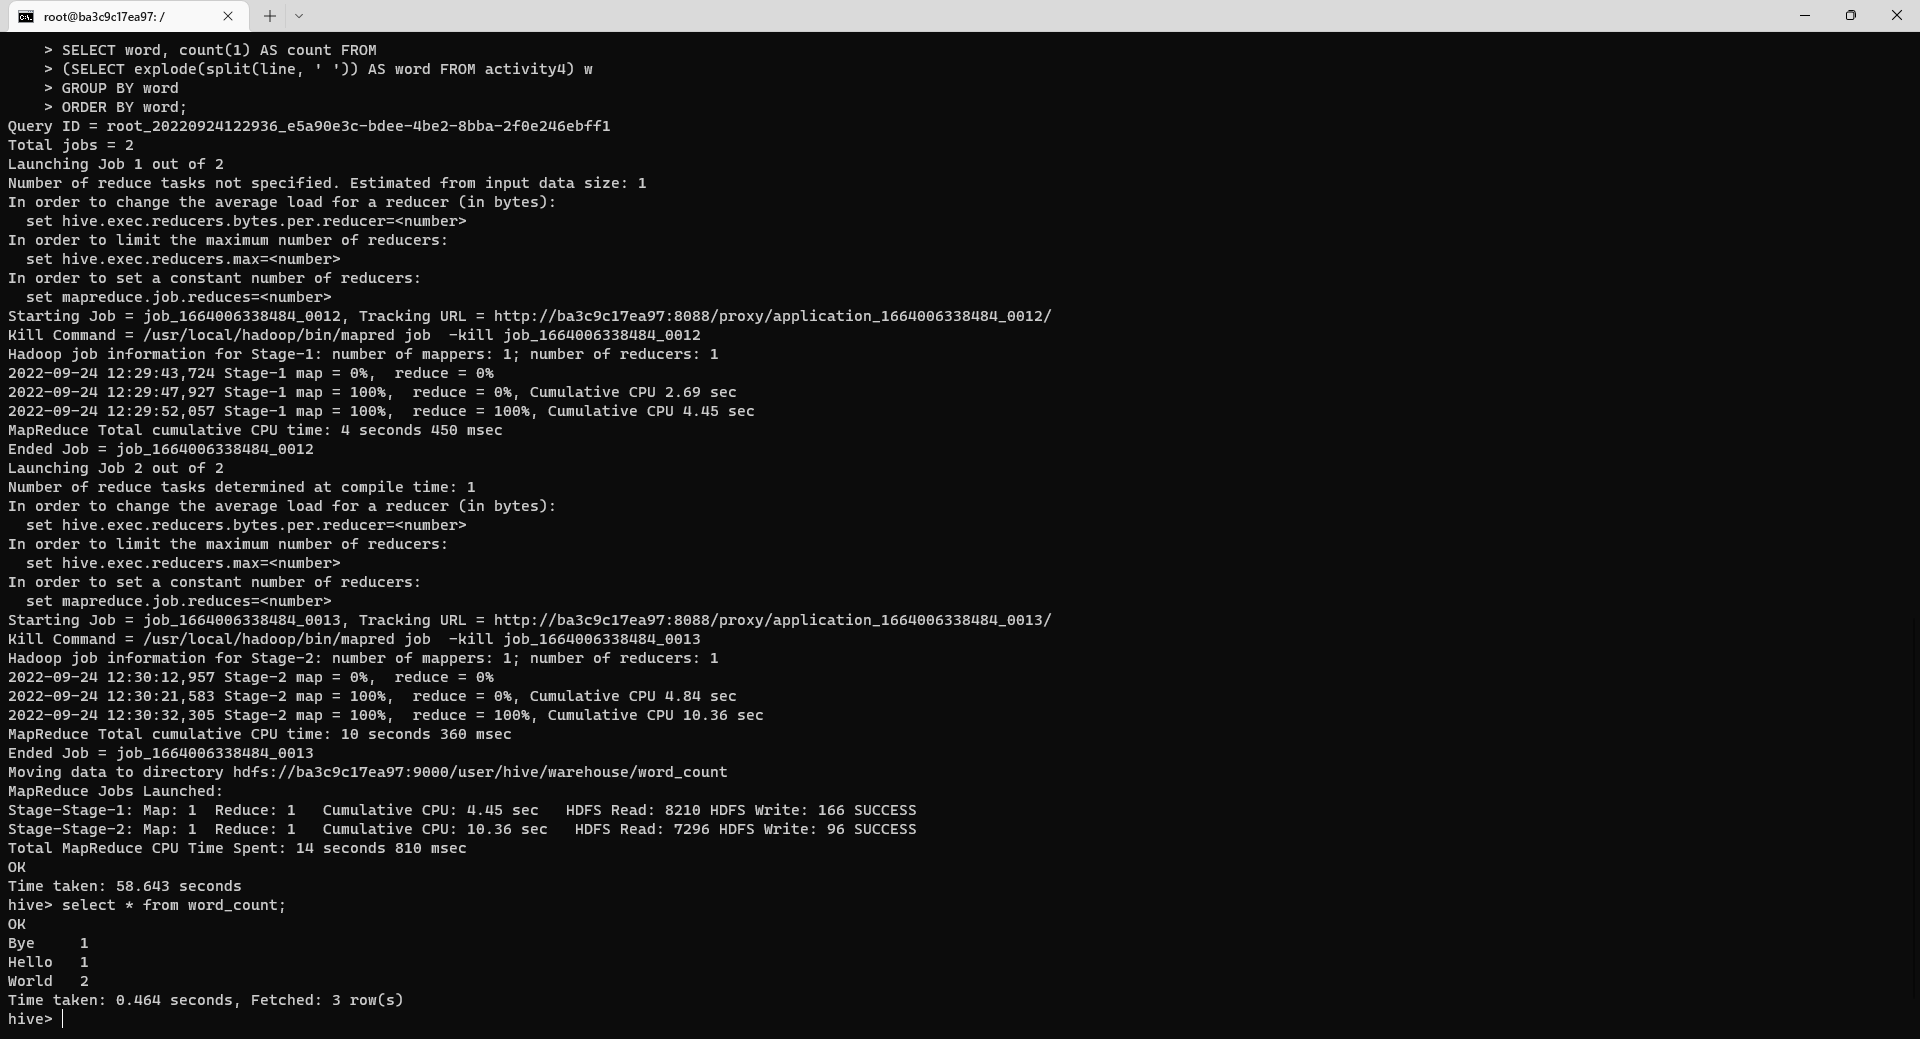 root@ba3c9c17ea97: /
    > SELECT word, count(1) AS count FROM
    > (SELECT explode(split(line, ' ')) AS word FROM activity4) w
    > GROUP BY word
    > ORDER BY word;
Query ID = root_20220924122936_e5a90e3c-bdee-4be2-8bba-2f0e246ebff1
Total jobs = 2
Launching Job 1 out of 2
Number of reduce tasks not specified. Estimated from input data size: 1
In order to change the average load for a reducer (in bytes):
  set hive.exec.reducers.bytes.per.reducer=<number>
In order to limit the maximum number of reducers:
  set hive.exec.reducers.max=<number>
In order to set a constant number of reducers:
  set mapreduce.job.reduces=<number>
Starting Job = job_1664006338484_0012, Tracking URL = http://ba3c9c17ea97:8088/proxy/application_1664006338484_0012/
Kill Command = /usr/local/hadoop/bin/mapred job  -kill job_1664006338484_0012
Hadoop job information for Stage-1: number of mappers: 1; number of reducers: 1
2022-09-24 12:29:43,724 Stage-1 map = 0%,  reduce = 0%
2022-09-24 12:29:47,927 Stage-1 map = 100%,  reduce = 0%, Cumulative CPU 2.69 sec
2022-09-24 12:29:52,057 Stage-1 map = 100%,  reduce = 100%, Cumulative CPU 4.45 sec
MapReduce Total cumulative CPU time: 4 seconds 450 msec
Ended Job = job_1664006338484_0012
Launching Job 2 out of 2
Number of reduce tasks determined at compile time: 1
In order to change the average load for a reducer (in bytes):
  set hive.exec.reducers.bytes.per.reducer=<number>
In order to limit the maximum number of reducers:
  set hive.exec.reducers.max=<number>
In order to set a constant number of reducers:
  set mapreduce.job.reduces=<number>
Starting Job = job_1664006338484_0013, Tracking URL = http://ba3c9c17ea97:8088/proxy/application_1664006338484_0013/
Kill Command = /usr/local/hadoop/bin/mapred job  -kill job_1664006338484_0013
Hadoop job information for Stage-2: number of mappers: 1; number of reducers: 1
2022-09-24 12:30:12,957 Stage-2 map = 0%,  reduce = 0%
2022-09-24 12:30:21,583 Stage-2 map = 100%,  reduce = 0%, Cumulative CPU 4.84 sec
2022-09-24 12:30:32,305 Stage-2 map = 100%,  reduce = 100%, Cumulative CPU 10.36 sec
MapReduce Total cumulative CPU time: 10 seconds 360 msec
Ended Job = job_1664006338484_0013
Moving data to directory hdfs://ba3c9c17ea97:9000/user/hive/warehouse/word_count
MapReduce Jobs Launched:
Stage-Stage-1: Map: 1  Reduce: 1   Cumulative CPU: 4.45 sec   HDFS Read: 8210 HDFS Write: 166 SUCCESS
Stage-Stage-2: Map: 1  Reduce: 1   Cumulative CPU: 10.36 sec   HDFS Read: 7296 HDFS Write: 96 SUCCESS
Total MapReduce CPU Time Spent: 14 seconds 810 msec
OK
Time taken: 58.643 seconds
hive> select * from word_count;
OK
Bye     1
Hello   1
World   2
Time taken: 0.464 seconds, Fetched: 3 row(s)
hive>